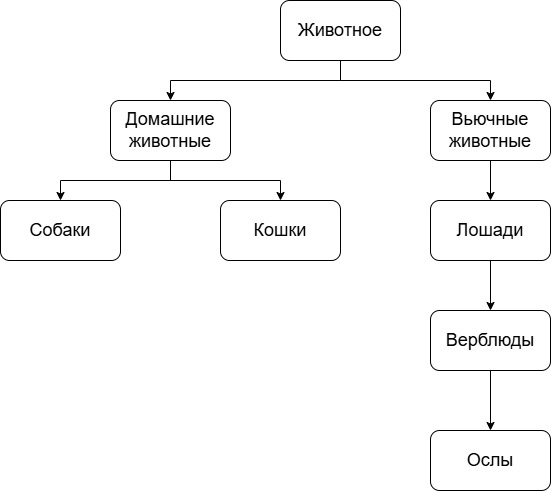 Животное
Домашние
животные
Вьючные
животные
Собаки
Кошки
Лошади
Верблюды
Ослы